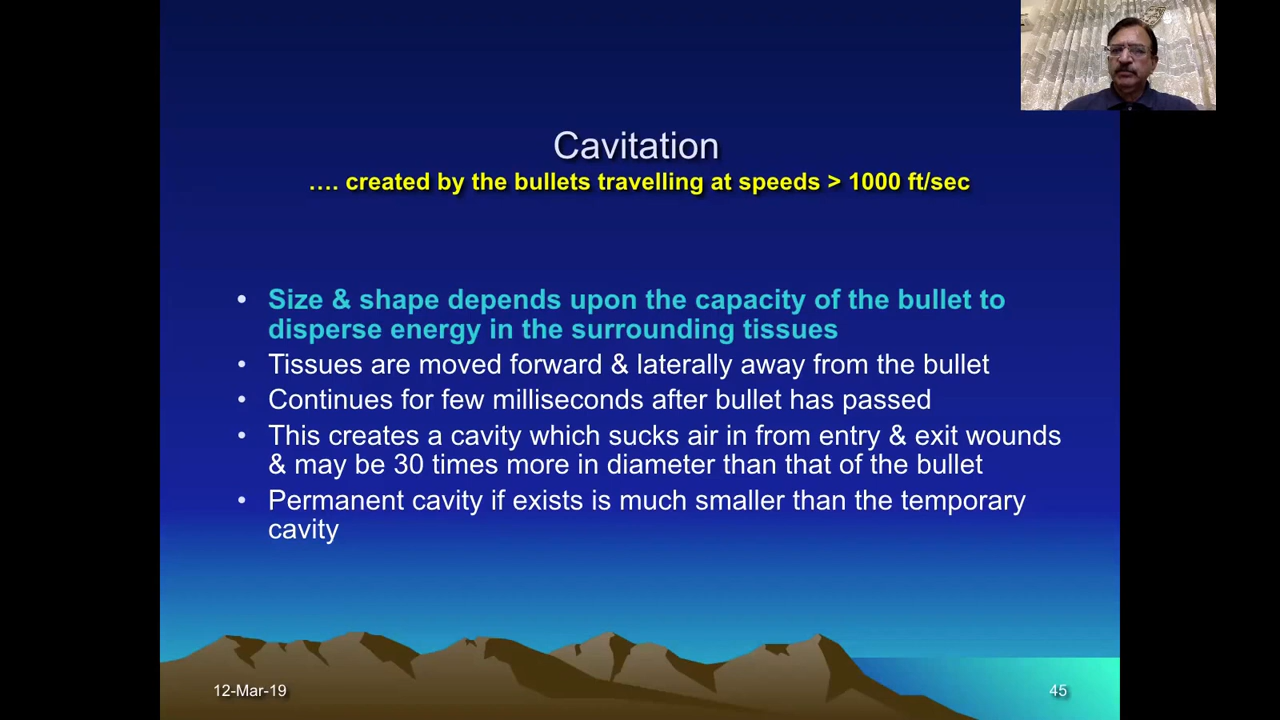 Cavitation
…. created by the bullets travelling at speeds > 1000 ft/sec
• Size & shape depends upon the capacity of the bullet to
disperse energy in the surrounding tissues
• Tissues are moved forward & laterally away from the bullet
• Continues for few milliseconds after bullet has passed
• This creates a cavity which sucks air in from entry & exit wounds
& may be 30 times more in diameter than that of the bullet
• Permanent cavity if exists is much smaller than the temporary
cavity
12-Mar-19
45